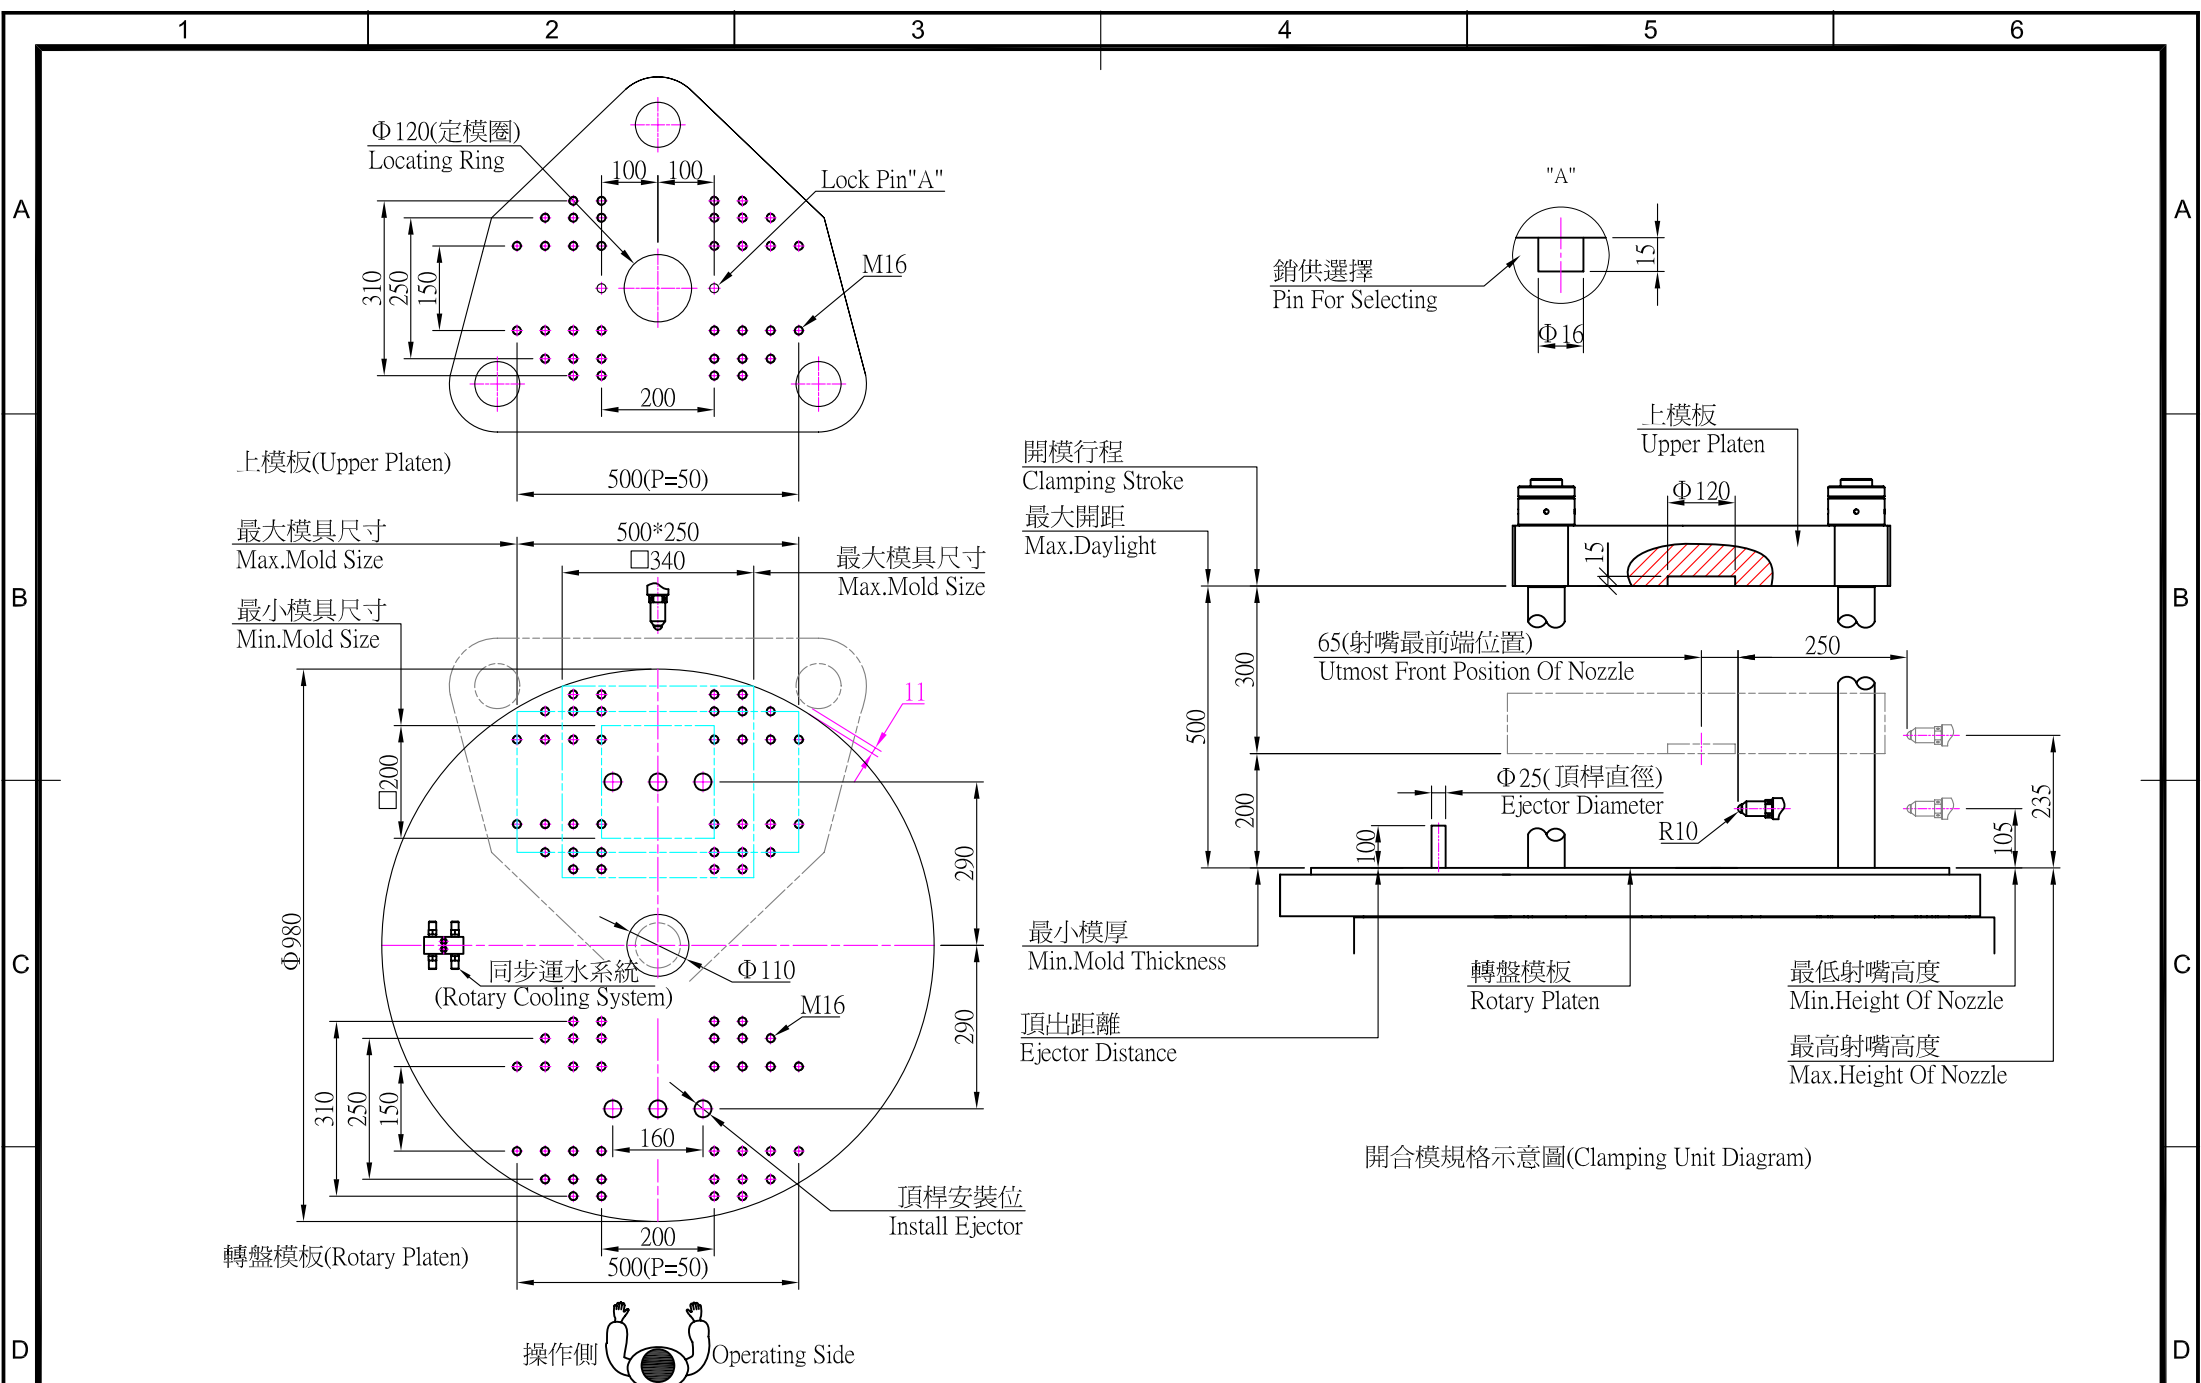 1 2 3 4 5 6
A A
B B
C C
D D
Φ120(定模圈)
Locating Ring
100 100
Lock Pin"A"
M16
310
250
150
200
上模板(Upper Platen)
500(P=50)
"A"
銷供選擇
Pin For Selecting
15
Φ16
最大模具尺寸
Max.Mold Size
500*250
□340
最大模具尺寸
Max.Mold Size
最小模具尺寸
Min.Mold Size
11
□200
290
Φ980
同步運水系統
(Rotary Cooling System)
Φ110
M16
290
310
250
150
160
頂桿安裝位
Install Ejector
200
轉盤模板(Rotary Platen)
500(P=50)
操作側
Operating Side
開模行程
Clamping Stroke
最大開距
Max.Daylight
上模板
Upper Platen
Φ120
15
65(射嘴最前端位置)
Utmost Front Position Of Nozzle
250
300
500
200
Φ25(頂桿直徑)
Ejector Diameter
R10
100
105
235
最小模厚
Min.Mold Thickness
轉盤模板
Rotary Platen
最低射嘴高度
Min.Height Of Nozzle
頂出距離
Ejector Distance
最高射嘴高度
Max.Height Of Nozzle
開合模規格示意圖(Clamping Unit Diagram)